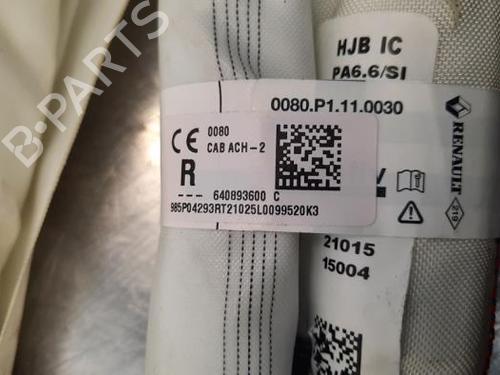 HJB IC
PA6.6/SI
0080.P1.11.0030
CE 0080
CAB ACH-2
R
--- 640893600 C
985P04293RT21025L0099520K3
RENAULT
219
21015
15004
B-PARTS